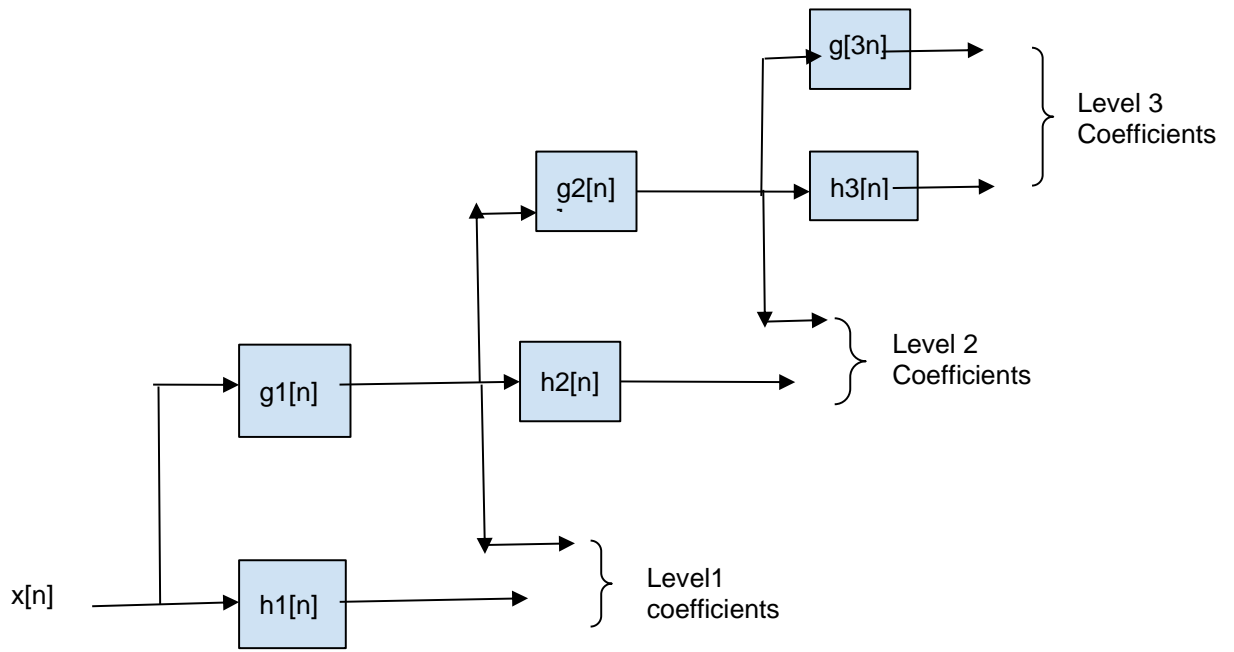 g[3n]
Level 3
Coefficients
g2[n]
h3[n]
Level 2
Coefficients
g1[n]
h2[n]
x[n]
h1[n]
Level1
coefficients